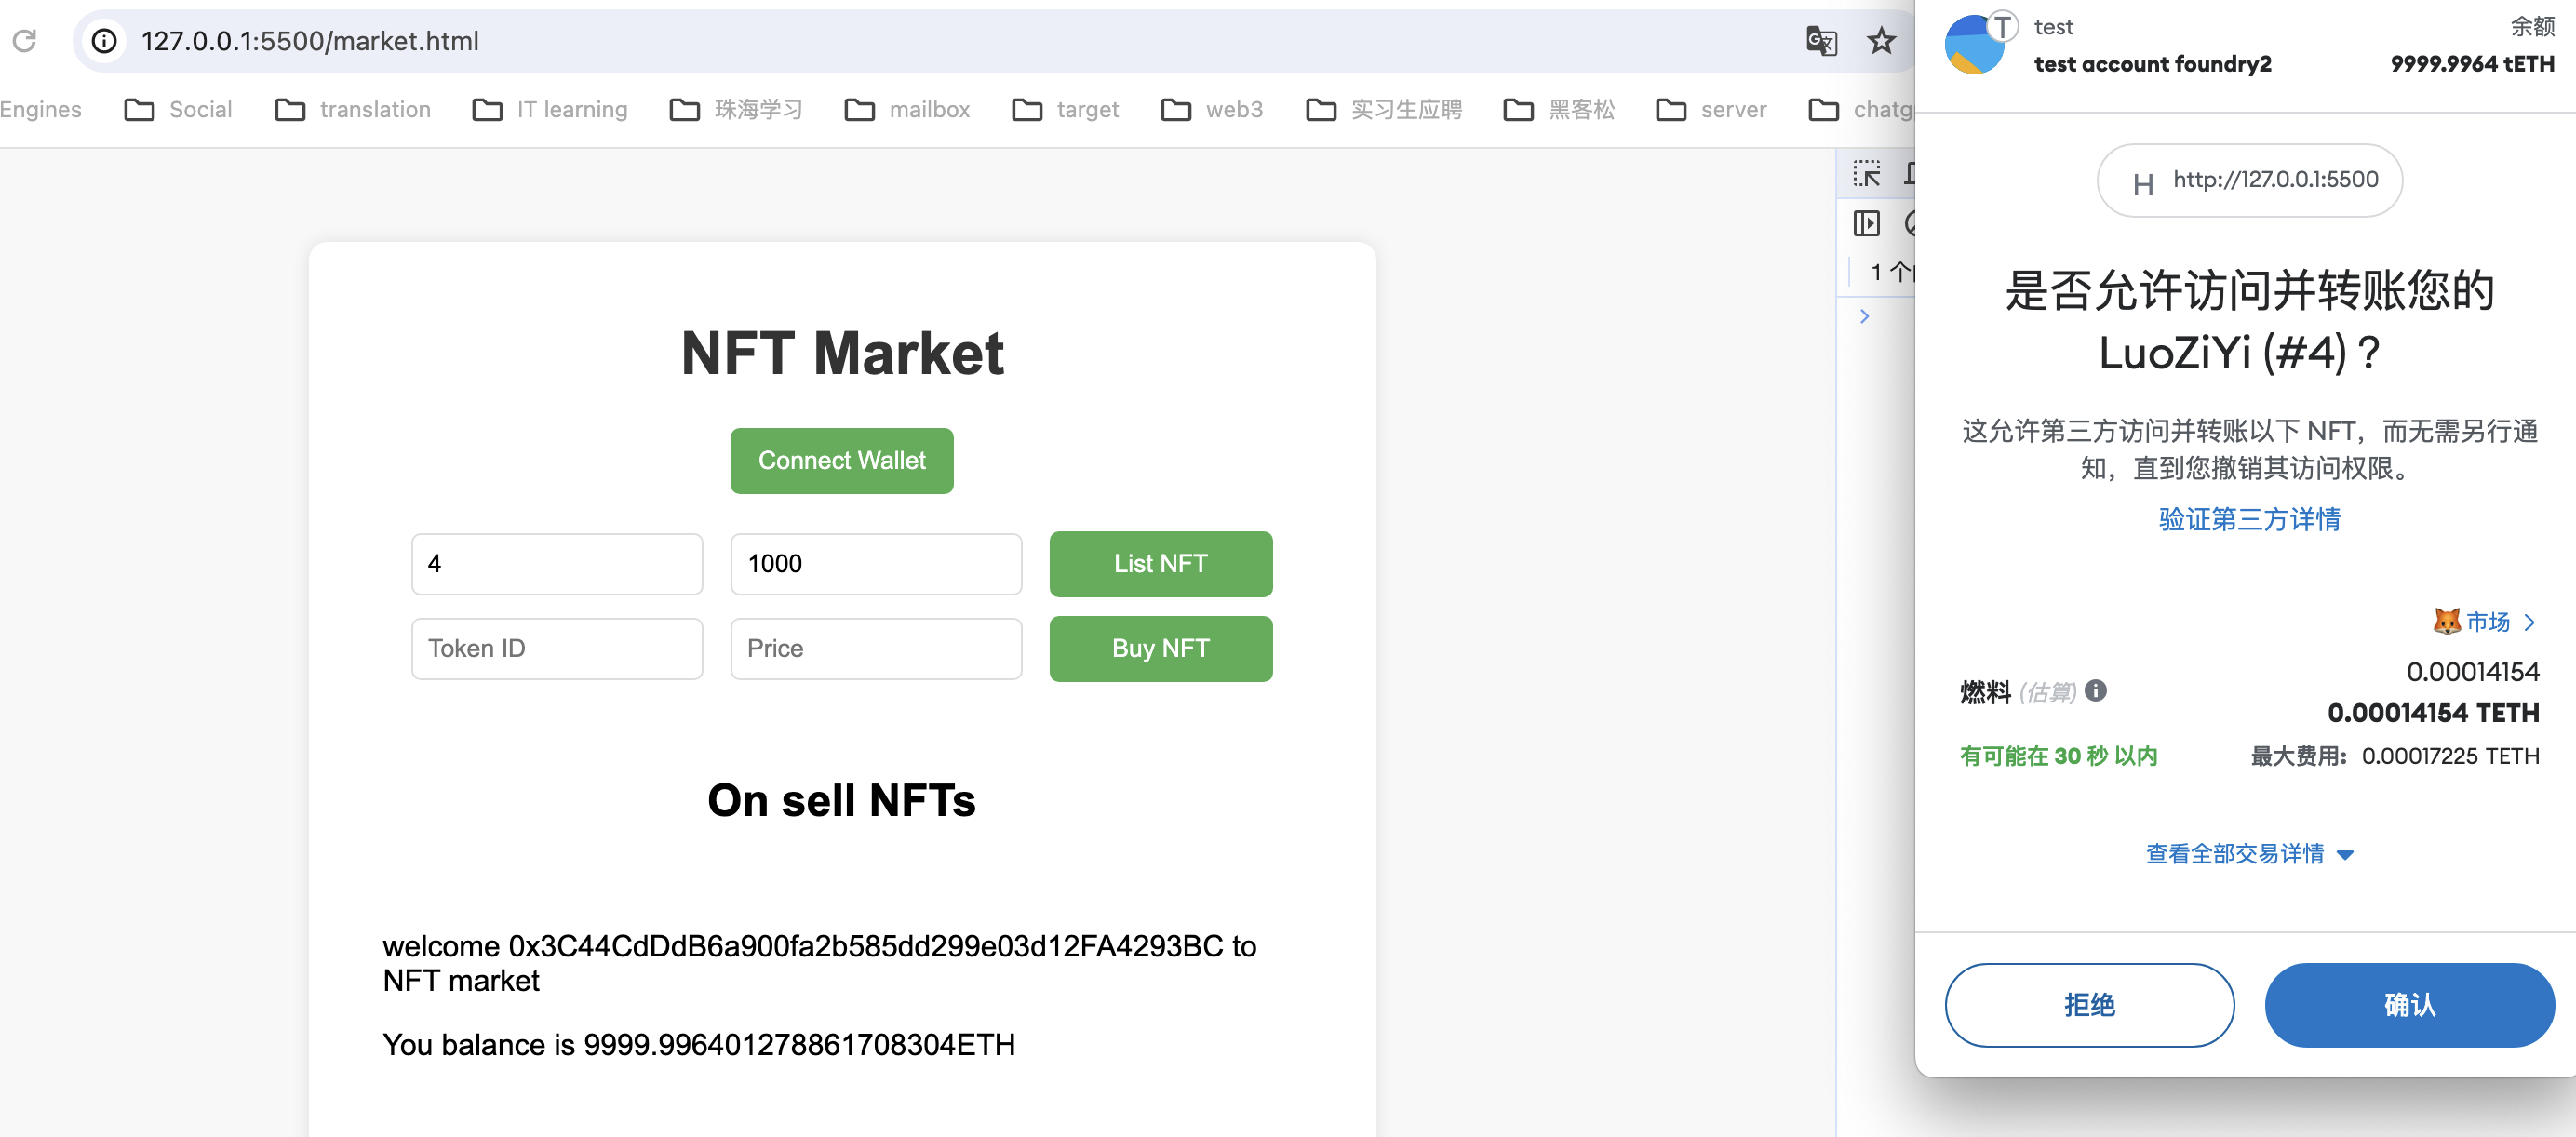 127.0.0.1:5500/market.html
Engines
Social
translation
IT learning
珠海学习
mailbox
target
web3
实习生应聘
黑客松
server
NFT Market
Connect Wallet
4
1000
List NFT
Token ID
Price
Buy NFT
On sell NFTs
welcome 0x3C44CdDdB6a900fa2b585dd299e03d12FA4293BC to
NFT market
You balance is 9999.996401278861708304ETH
1 个
T
test
余额
test account foundry2
9999.9964 tETH
H http://127.0.0.1:5500
是否允许访问并转账您的
LuoZiYi (#4)？
这允许第三方访问并转账以下 NFT，而无需另行通
知，直到您撤销其访问权限。
验证第三方详情
市场
0.00014154
燃料 (估算)
0.00014154 TETH
有可能在 30 秒 以内
最大费用： 0.00017225 TETH
查看全部交易详情
拒绝
确认